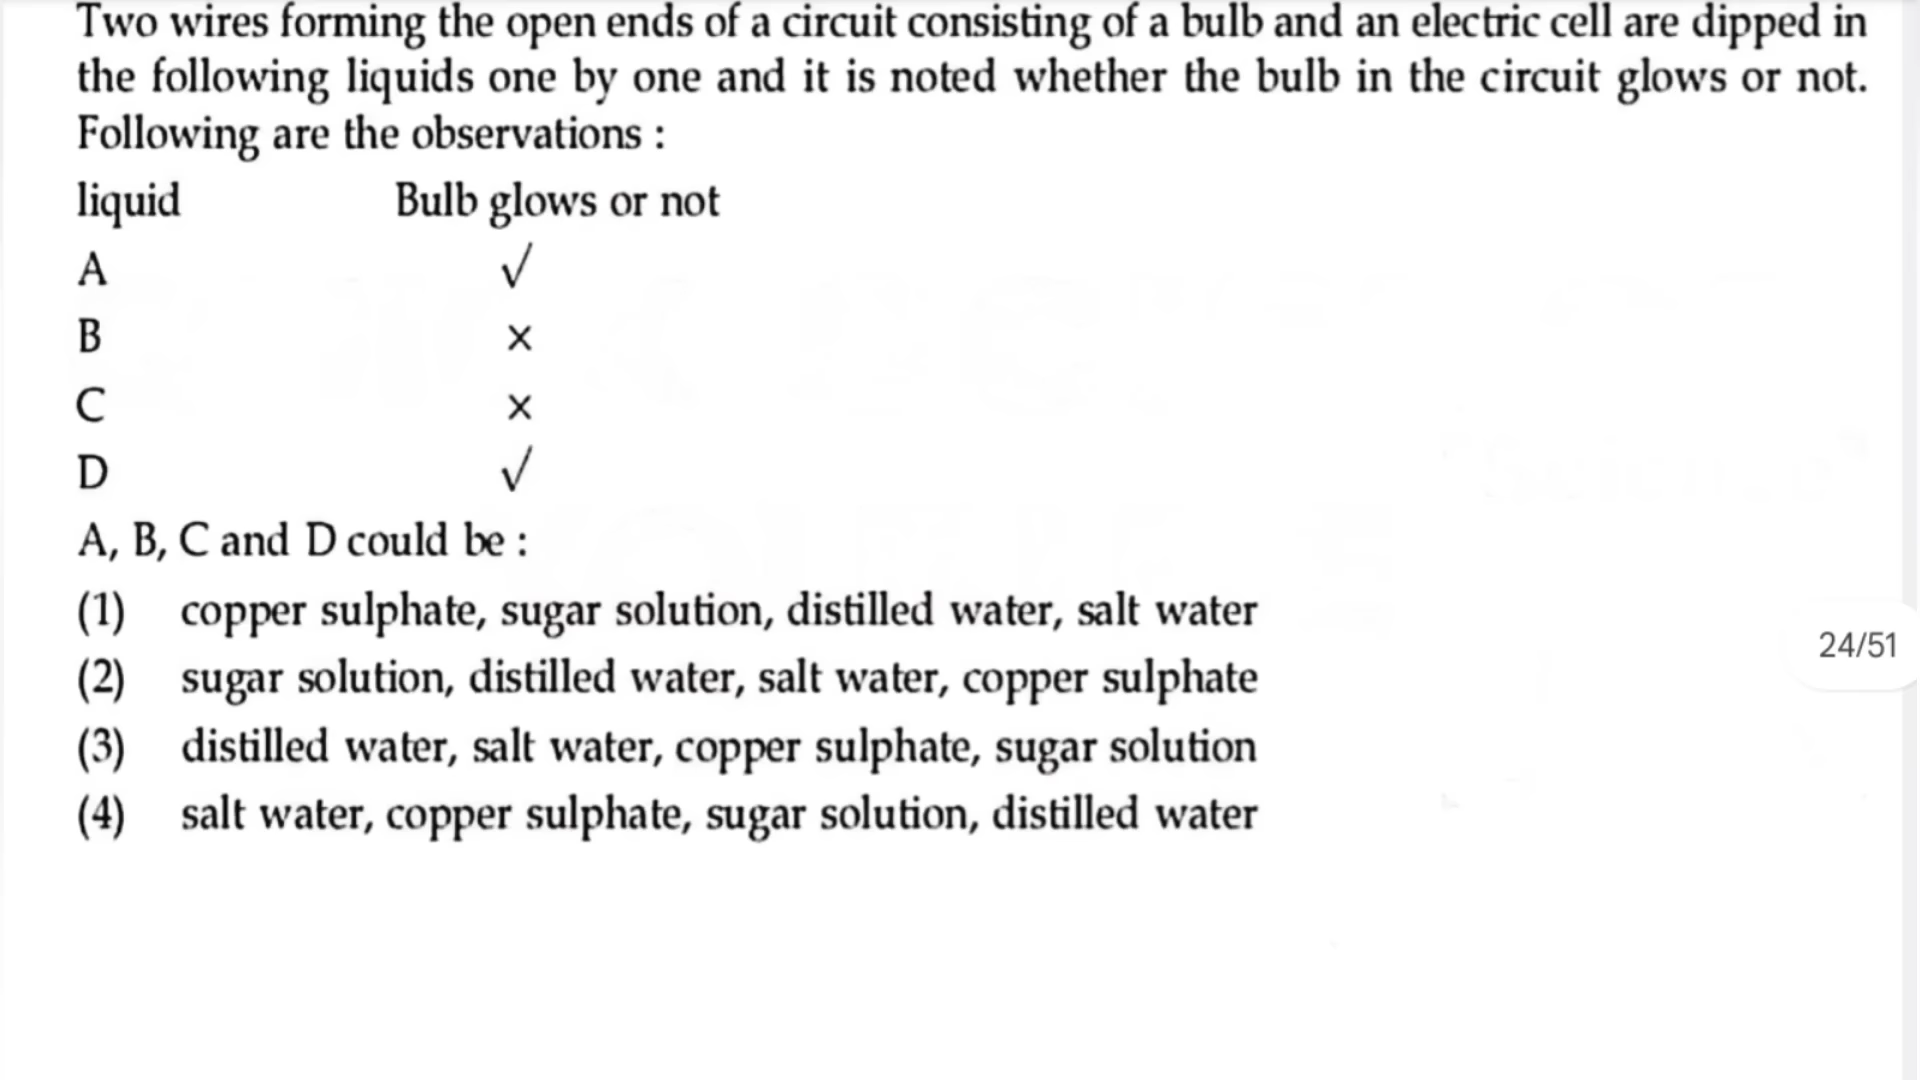 Two wires forming the open ends of a circuit consisting of a bulb and an electric cell are dipped in
the following liquids one by one and it is noted whether the bulb in the circuit glows or not.
Following are the observations :
liquid Bulb glows or not
A √
B ×
C ×
D √
A, B, C and D could be :
(1) copper sulphate, sugar solution, distilled water, salt water
(2) sugar solution, distilled water, salt water, copper sulphate
24/51
(3) distilled water, salt water, copper sulphate, sugar solution
(4) salt water, copper sulphate, sugar solution, distilled water